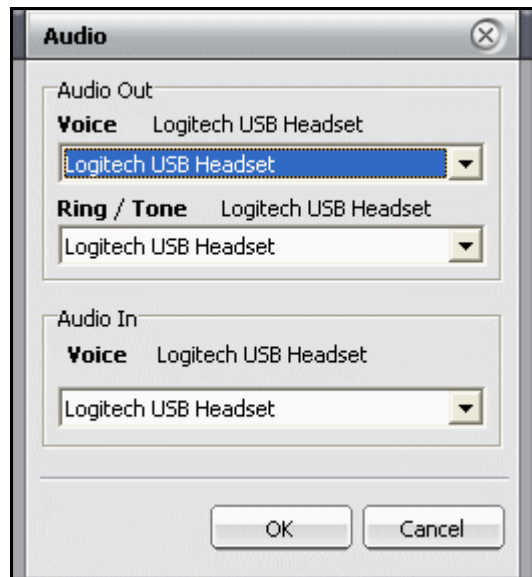 Audio
Audio Out
Voice Logitech USB Headset
Logitech USB Headset
Ring / Tone Logitech USB Headset
Logitech USB Headset
Audio In
Voice Logitech USB Headset
Logitech USB Headset
OK Cancel